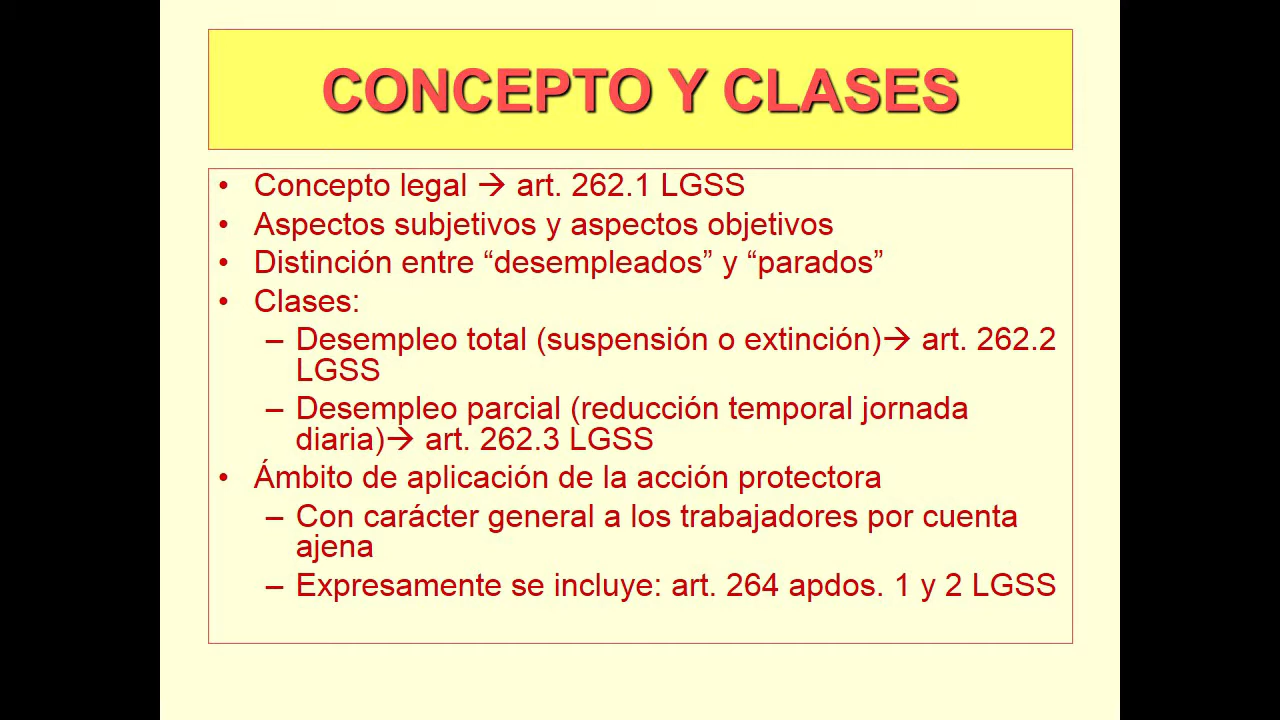 CONCEPTO Y CLASES
• Concepto legal → art. 262.1 LGSS
• Aspectos subjetivos y aspectos objetivos
• Distinción entre “desempleados” y “parados”
• Clases:
– Desempleo total (suspensión o extinción)→ art. 262.2
LGSS
– Desempleo parcial (reducción temporal jornada
diaria)→ art. 262.3 LGSS
• Ámbito de aplicación de la acción protectora
– Con carácter general a los trabajadores por cuenta
ajena
– Expresamente se incluye: art. 264 apdos. 1 y 2 LGSS